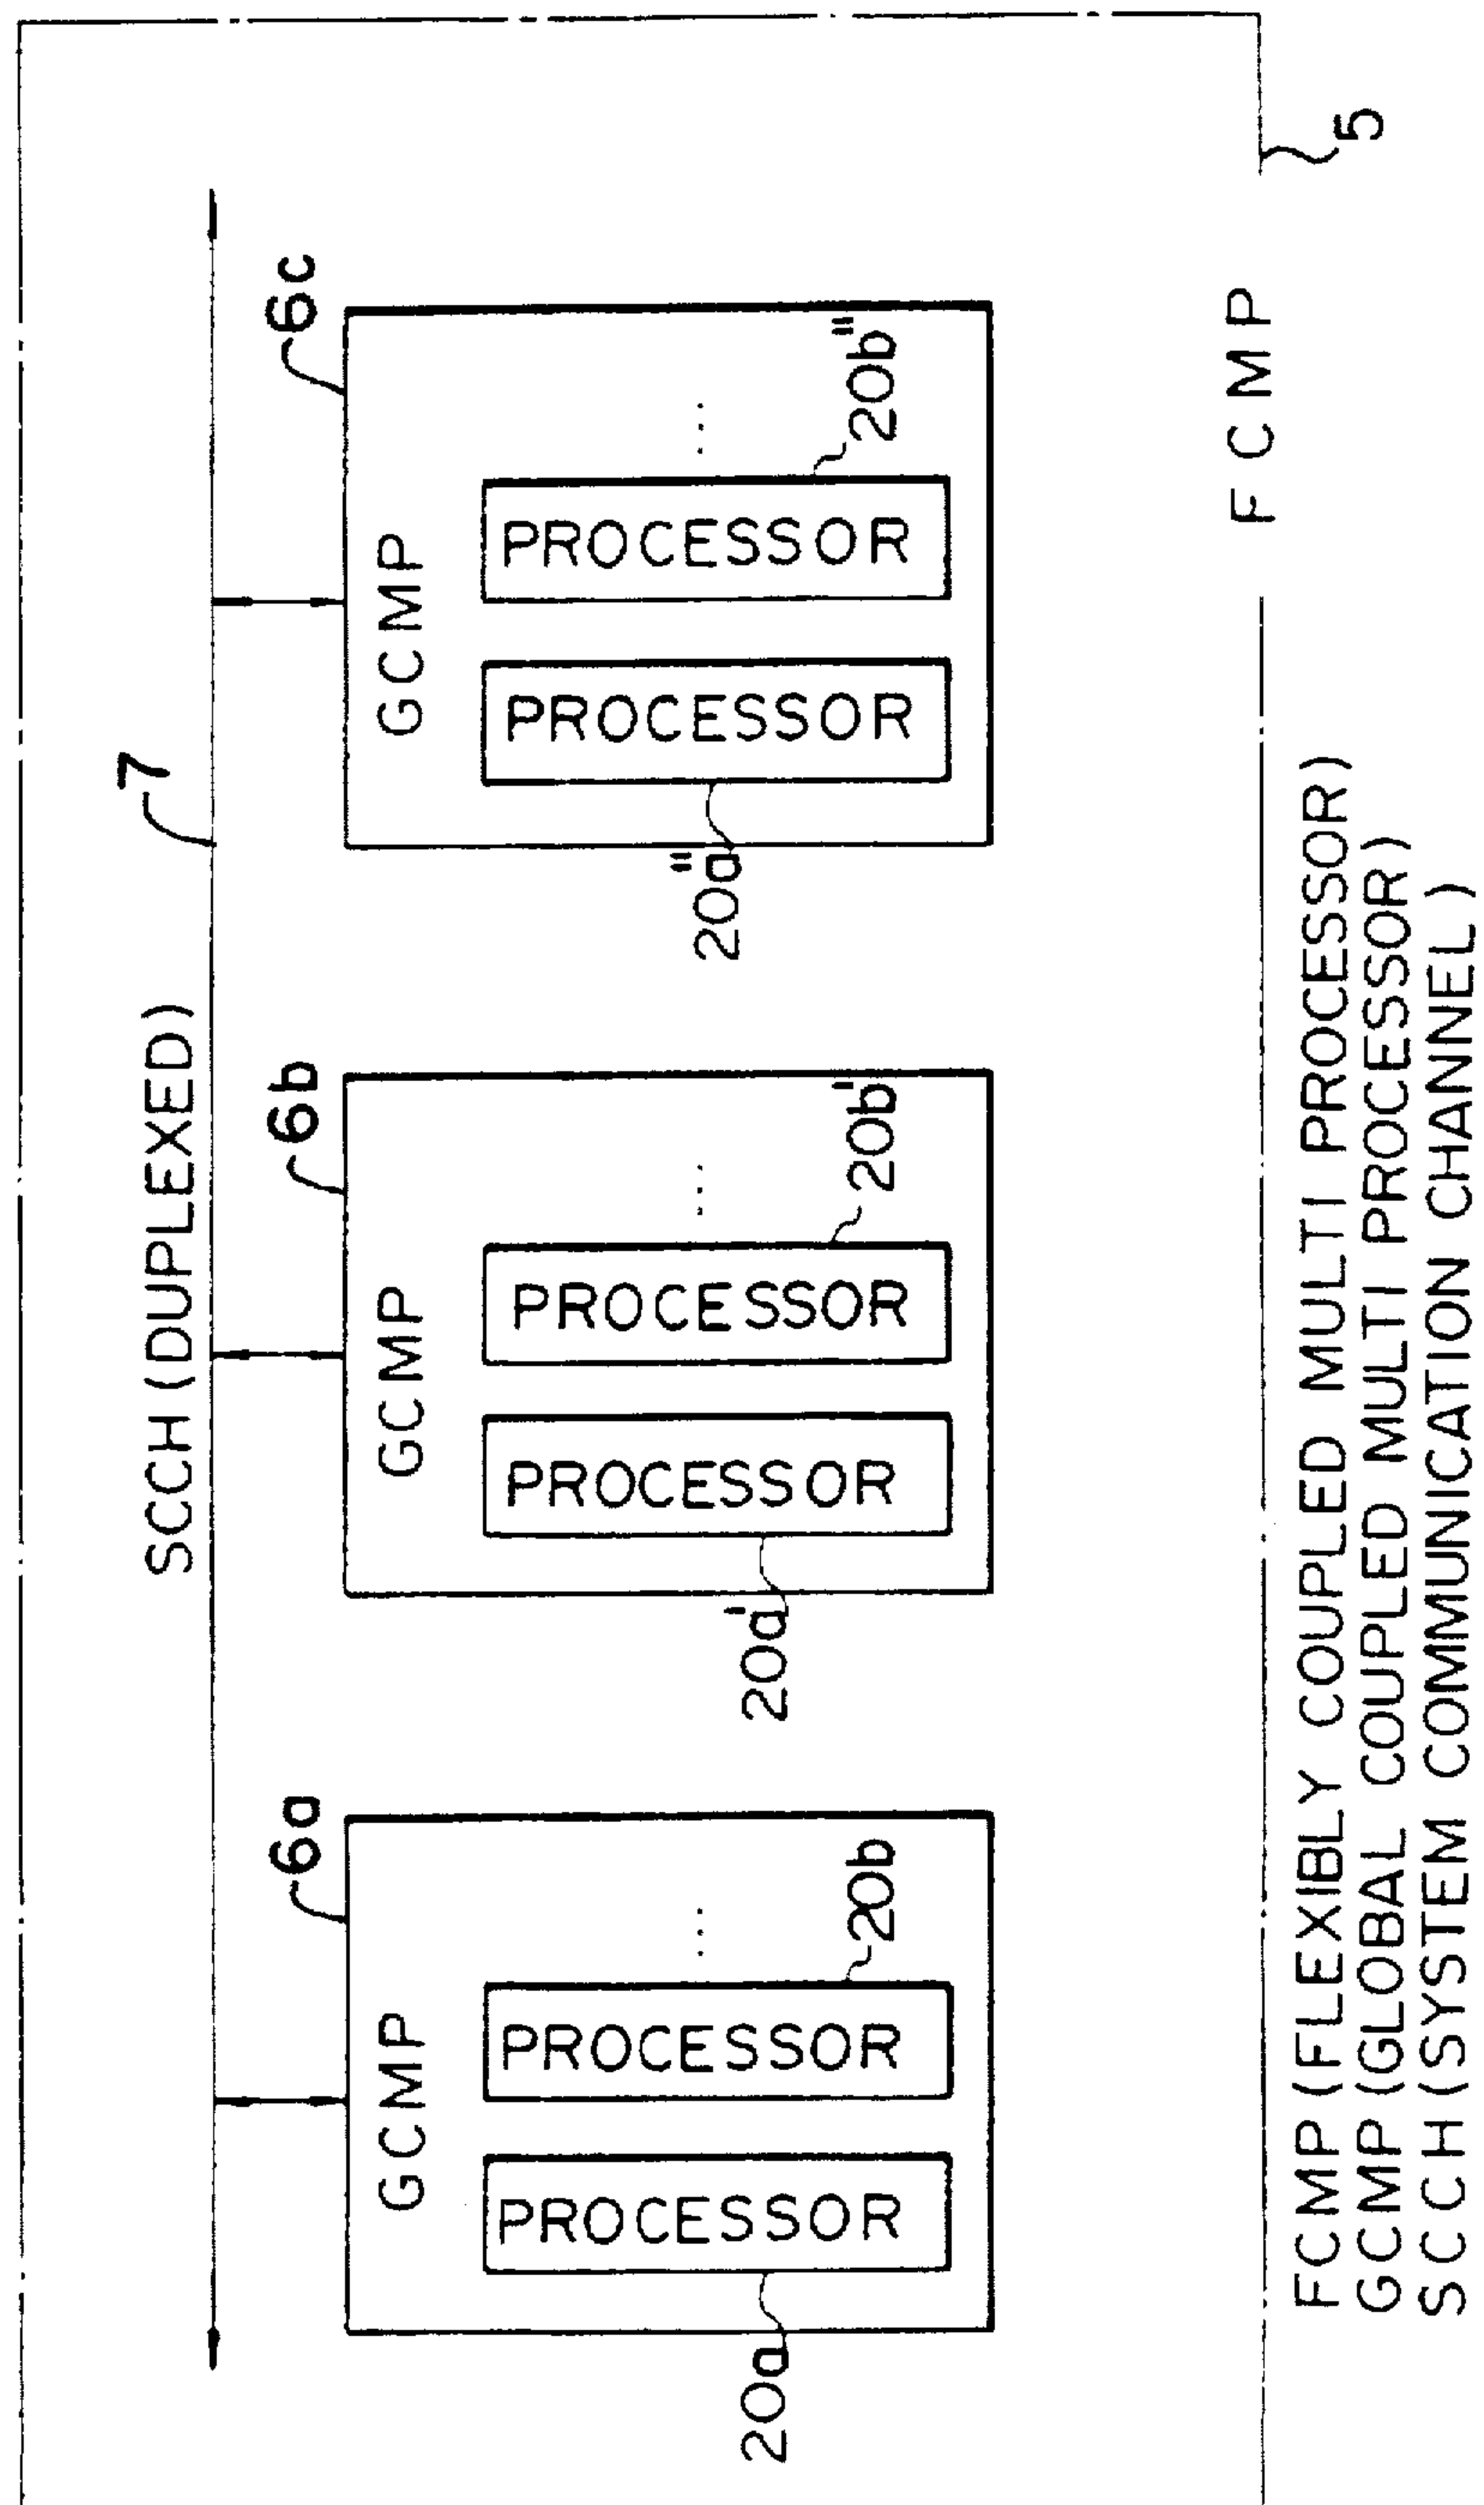 SCCH (DUPLEXED)
7
6a
6b
6c
GCMP
GCMP
GCMP
20a
PROCESSOR
PROCESSOR
...
20b
20a'
PROCESSOR
PROCESSOR
...
20b'
20a"
PROCESSOR
PROCESSOR
...
20b"
FCMP
5
FCMP (FLEXIBLY COUPLED MULTI PROCESSOR)
GCMP (GLOBAL COUPLED MULTI PROCESSOR)
SCCH (SYSTEM COMMUNICATION CHANNEL)